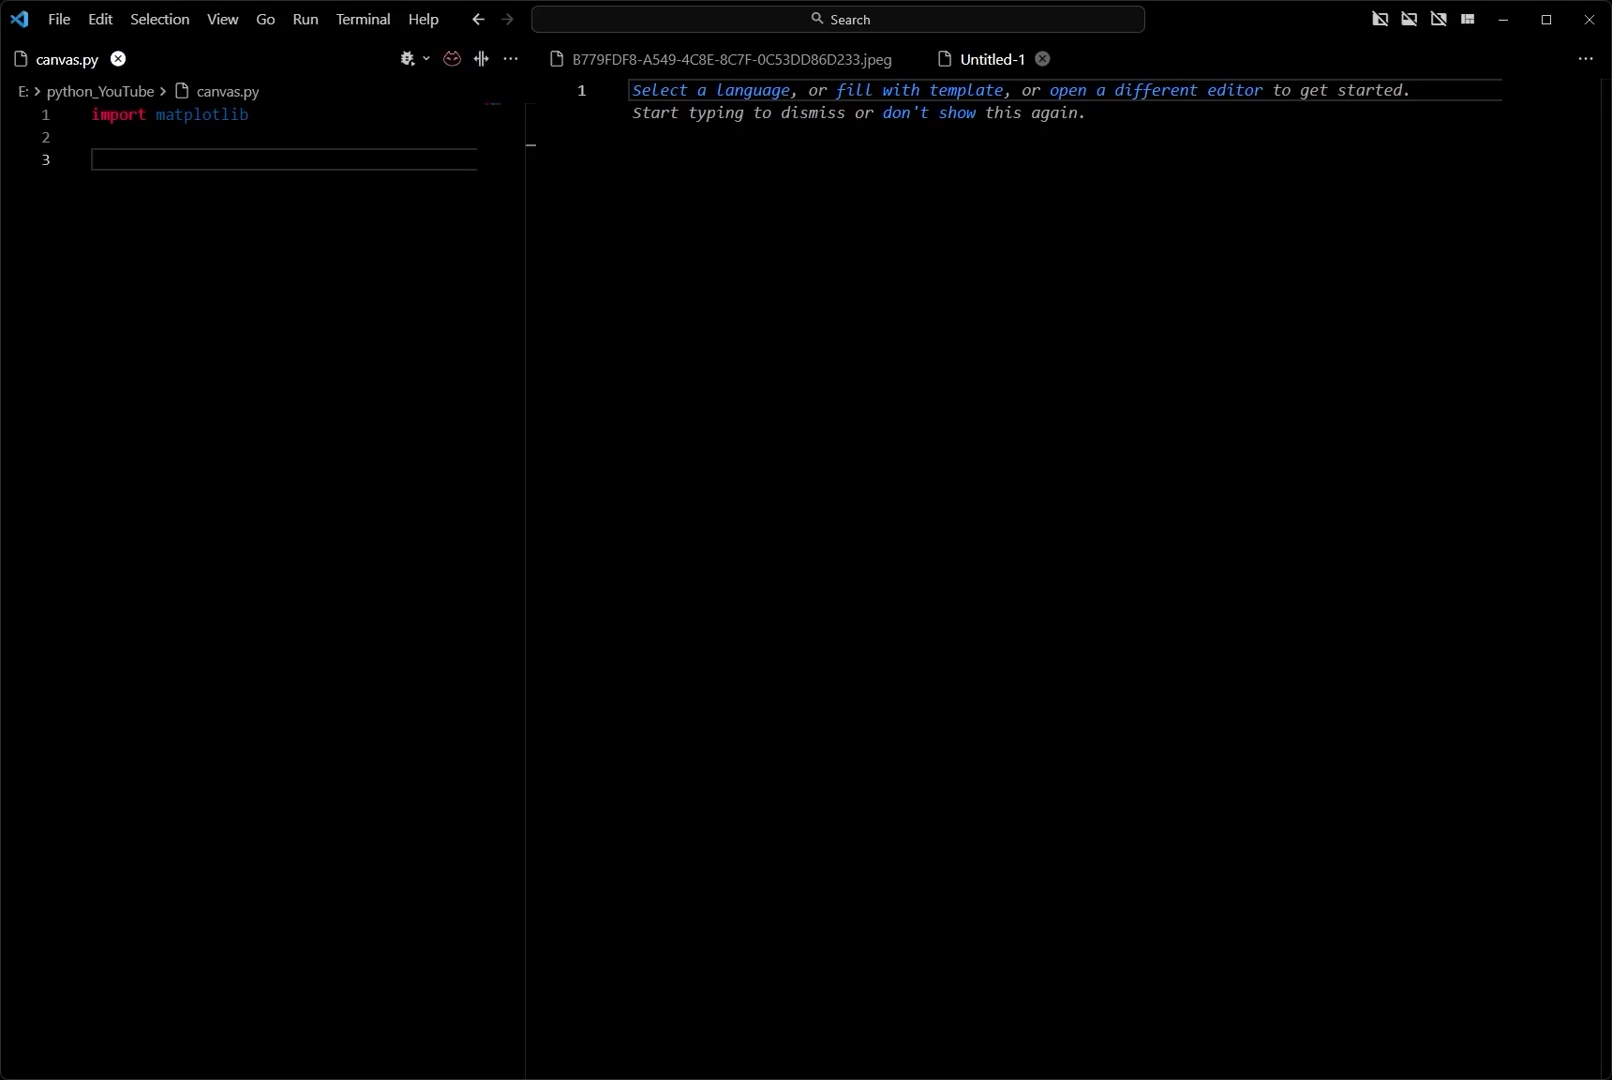 File Edit Selection View Go Run Terminal Help Search
canvas.py
E: python_YouTube canvas.py
1 import matplotlib
2
3
B779FDF8-A549-4C8E-8C7F-0C53DD86D233.jpeg Untitled-1
1 Select a language, or fill with template, or open a different editor to get started.
Start typing to dismiss or don't show this again.